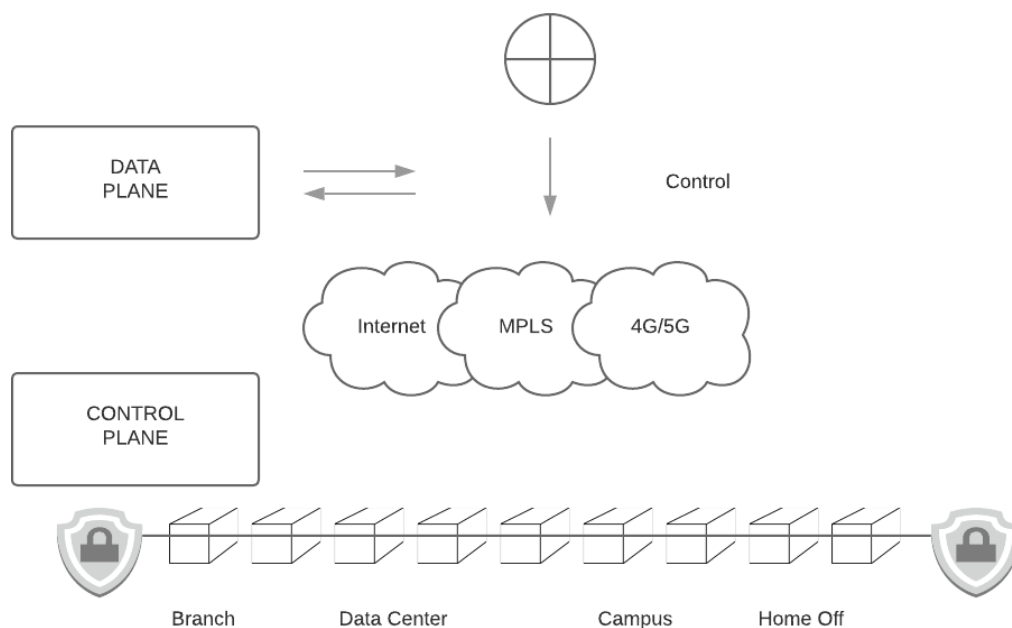 DATA
PLANE
Control
Internet MPLS 4G/5G
CONTROL
PLANE
Branch Data Center Campus Home Off